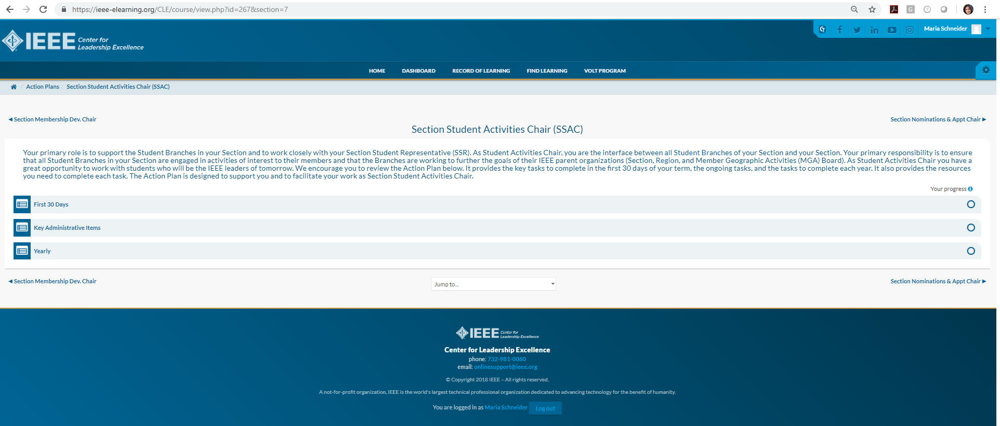 https://ieee-elearning.org/CLE/course/view.php?id=267&section=7
IEEE Center for
Leadership Excellence
Maria Schneider
HOME DASHBOARD RECORD OF LEARNING FIND LEARNING VOLT PROGRAM
/ Action Plans / Section Student Activities Chair (SSAC)
◄ Section Membership Dev. Chair
Section Nominations & Appt Chair ►
Section Student Activities Chair (SSAC)
Your primary role is to support the Student Branches in your Section and to work closely with your Section Student Representative (SSR). As Student Activities Chair, you are the interface between all Student Branches of your Section and your Section. Your primary responsibility is to ensure
that all Student Branches in your Section are engaged in activities of interest to their members and that the Branches are working to further the goals of their IEEE parent organizations (Section, Region, and Member Geographic Activities (MGA) Board). As Student Activities Chair you have a
great opportunity to work with students who will be the IEEE leaders of tomorrow. We encourage you to review the Action Plan below. It provides the key tasks to complete in the first 30 days of your term, the ongoing tasks, and the tasks to complete each year. It also provides the resources
you need to complete each task. The Action Plan is designed to support you and to facilitate your work as Section Student Activities Chair.
Your progress
First 30 Days
Key Administrative Items
Yearly
◄ Section Membership Dev. Chair
Jump to...
Section Nominations & Appt Chair ►
IEEE Center for
Leadership Excellence
Center for Leadership Excellence
phone: 732-981-0060
email: onlinesupport@ieee.org
© Copyright 2018 IEEE – All rights reserved.
A not-for-profit organization, IEEE is the world's largest technical professional organization dedicated to advancing technology for the benefit of humanity.
You are logged in as Maria Schneider Log out